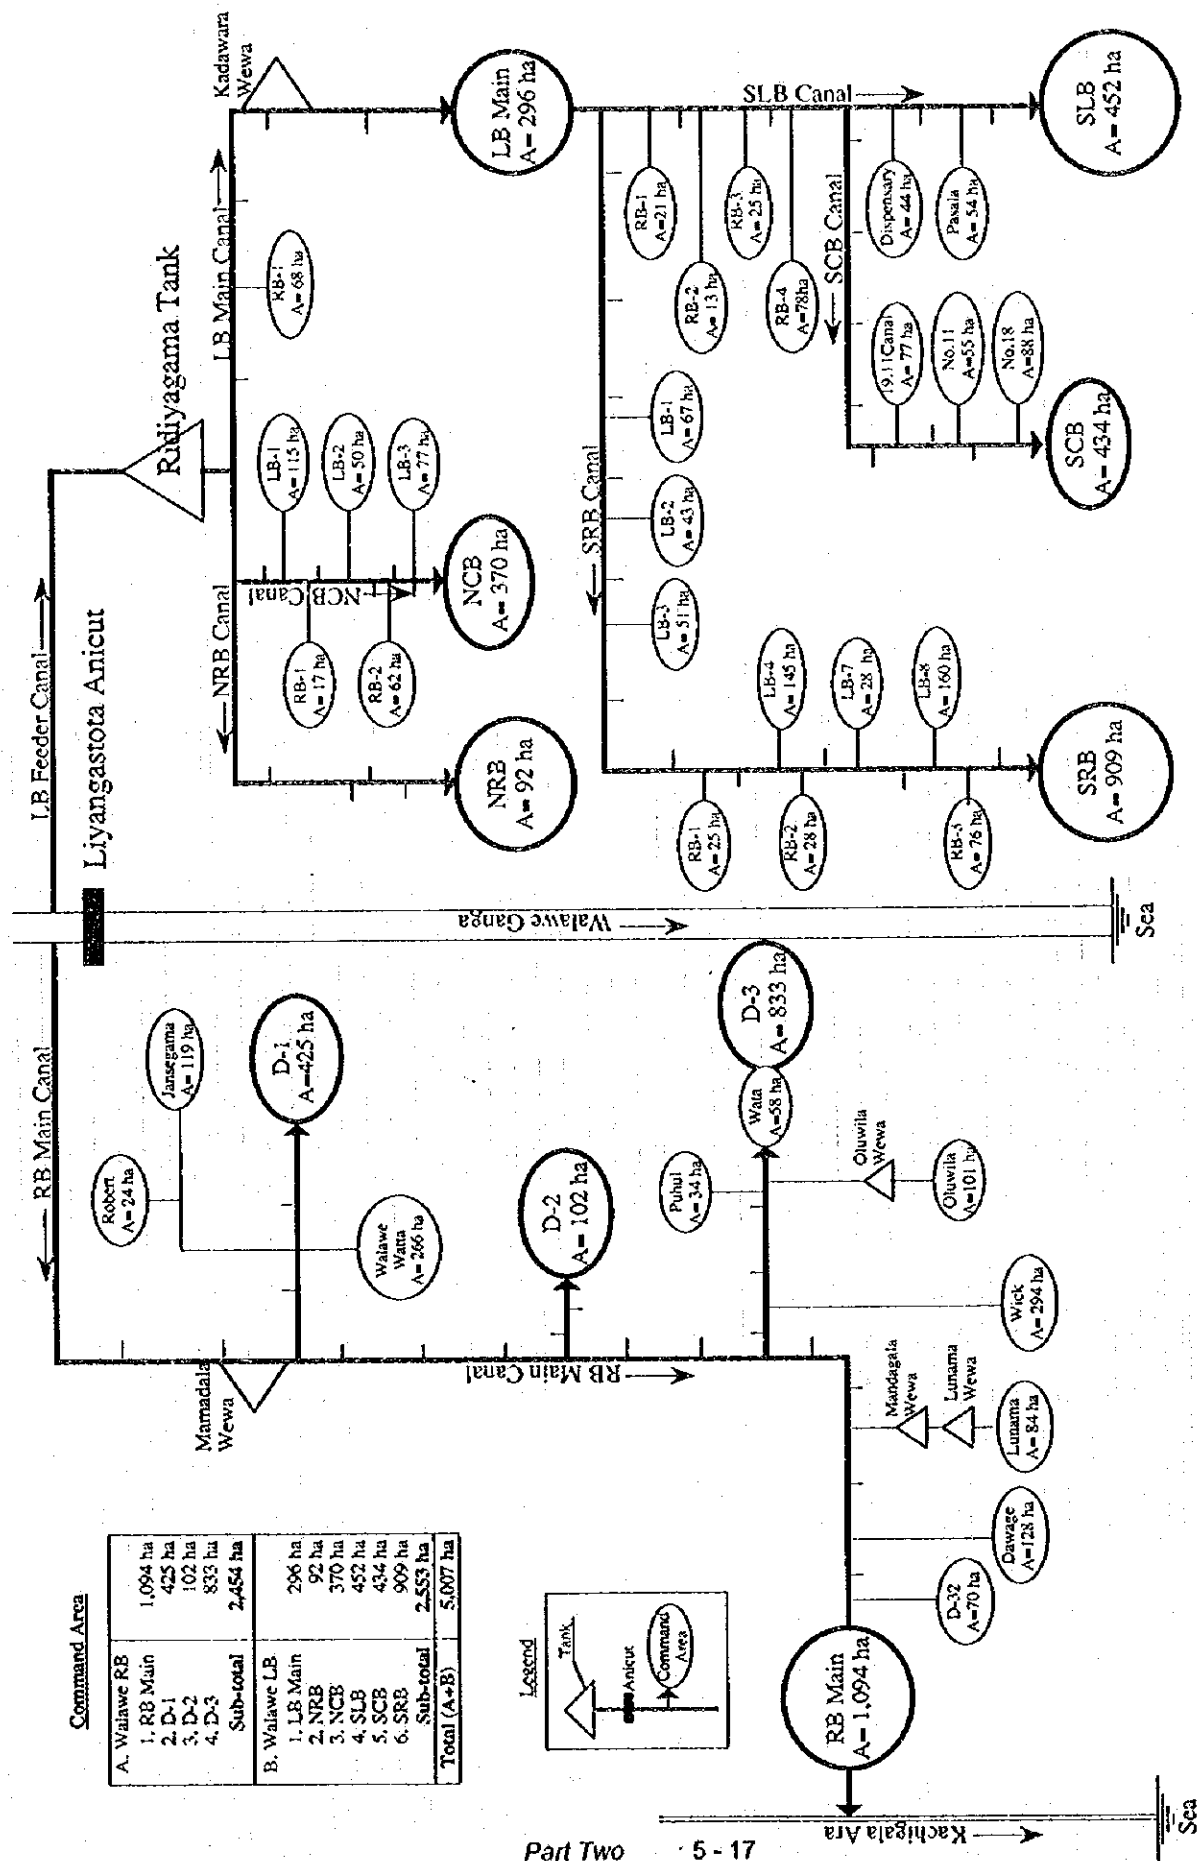 LB Feeder Canal
Liyangastota Anicut
RB Main Canal
Ridiyagama Tank
LB Main Canal
Kadawara
Wewa
NRB Canal
RB-1
A= 68 ha
LB-1
A= 115 ha
LB-2
A= 50 ha
LB-3
A= 77 ha
NCB Canal
RB-1
A= 17 ha
RB-2
A= 62 ha
NCB
A= 370 ha
NRB
A= 92 ha
LB Main
A= 296 ha
SLB Canal
SRB Canal
RB-1
A=21 ha
RB-2
A= 13 ha
RB-3
A= 25 ha
RB-4
A=78ha
SCB Canal
Dispensary
A= 44 ha
Pasala
A= 54 ha
SLB
A= 452 ha
19.11Canal
A= 77 ha
No.11
A=55 ha
No.18
A=88 ha
SCB
A= 434 ha
LB-1
A= 67 ha
LB-2
A= 43 ha
LB-3
A= 51 ha
LB-4
A= 145 ha
LB-7
A= 28 ha
LB-8
A= 160 ha
RB-1
A= 25 ha
RB-2
A=28 ha
RB-3
A= 76 ha
SRB
A= 909 ha
Walawe Ganga
Sea
Robert
A= 24 ha
Jansegama
A= 119 ha
D-1
A=425 ha
Walawe
Watta
A= 266 ha
Mamadala
Wewa
RB Main Canal
D-2
A= 102 ha
Puhul
A= 34 ha
Wata
A=58 ha
D-3
A= 833 ha
Oluwila
Wewa
Oluwila
A=101 ha
Wick
A= 294 ha
Mandagala
Wewa
Lunama
Wewa
Lunama
A= 84 ha
Dawage
A=128 ha
D-32
A=70 ha
RB Main
A= 1,094 ha
Kachigala Ara
Sea
Command Area
A. Walawe RB
1. RB Main 1,094 ha
2. D-1 425 ha
3. D-2 102 ha
4. D-3 833 ha
Sub-total 2,454 ha
B. Walawe LB
1. LB Main 296 ha
2. NRB 92 ha
3. NCB 370 ha
4. SLB 452 ha
5. SCB 434 ha
6. SRB 909 ha
Sub-total 2,553 ha
Total (A+B) 5,007 ha
Legend
Tank
Anicut
Command
Area
Part Two 5 - 17